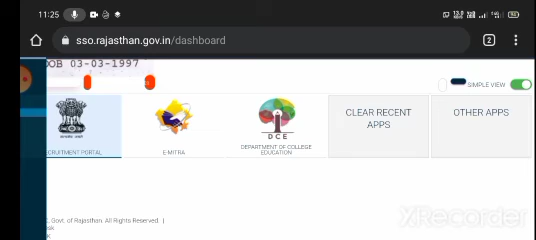 11:25
sso.rajasthan.gov.in/dashboard
2
DOB 03-03-1997
SIMPLE VIEW
RECRUITMENT PORTAL
E-MITRA
DCE
DEPARTMENT OF COLLEGE
EDUCATION
CLEAR RECENT
APPS
OTHER APPS
Govt. of Rajasthan. All Rights Reserved. |
XRecorder